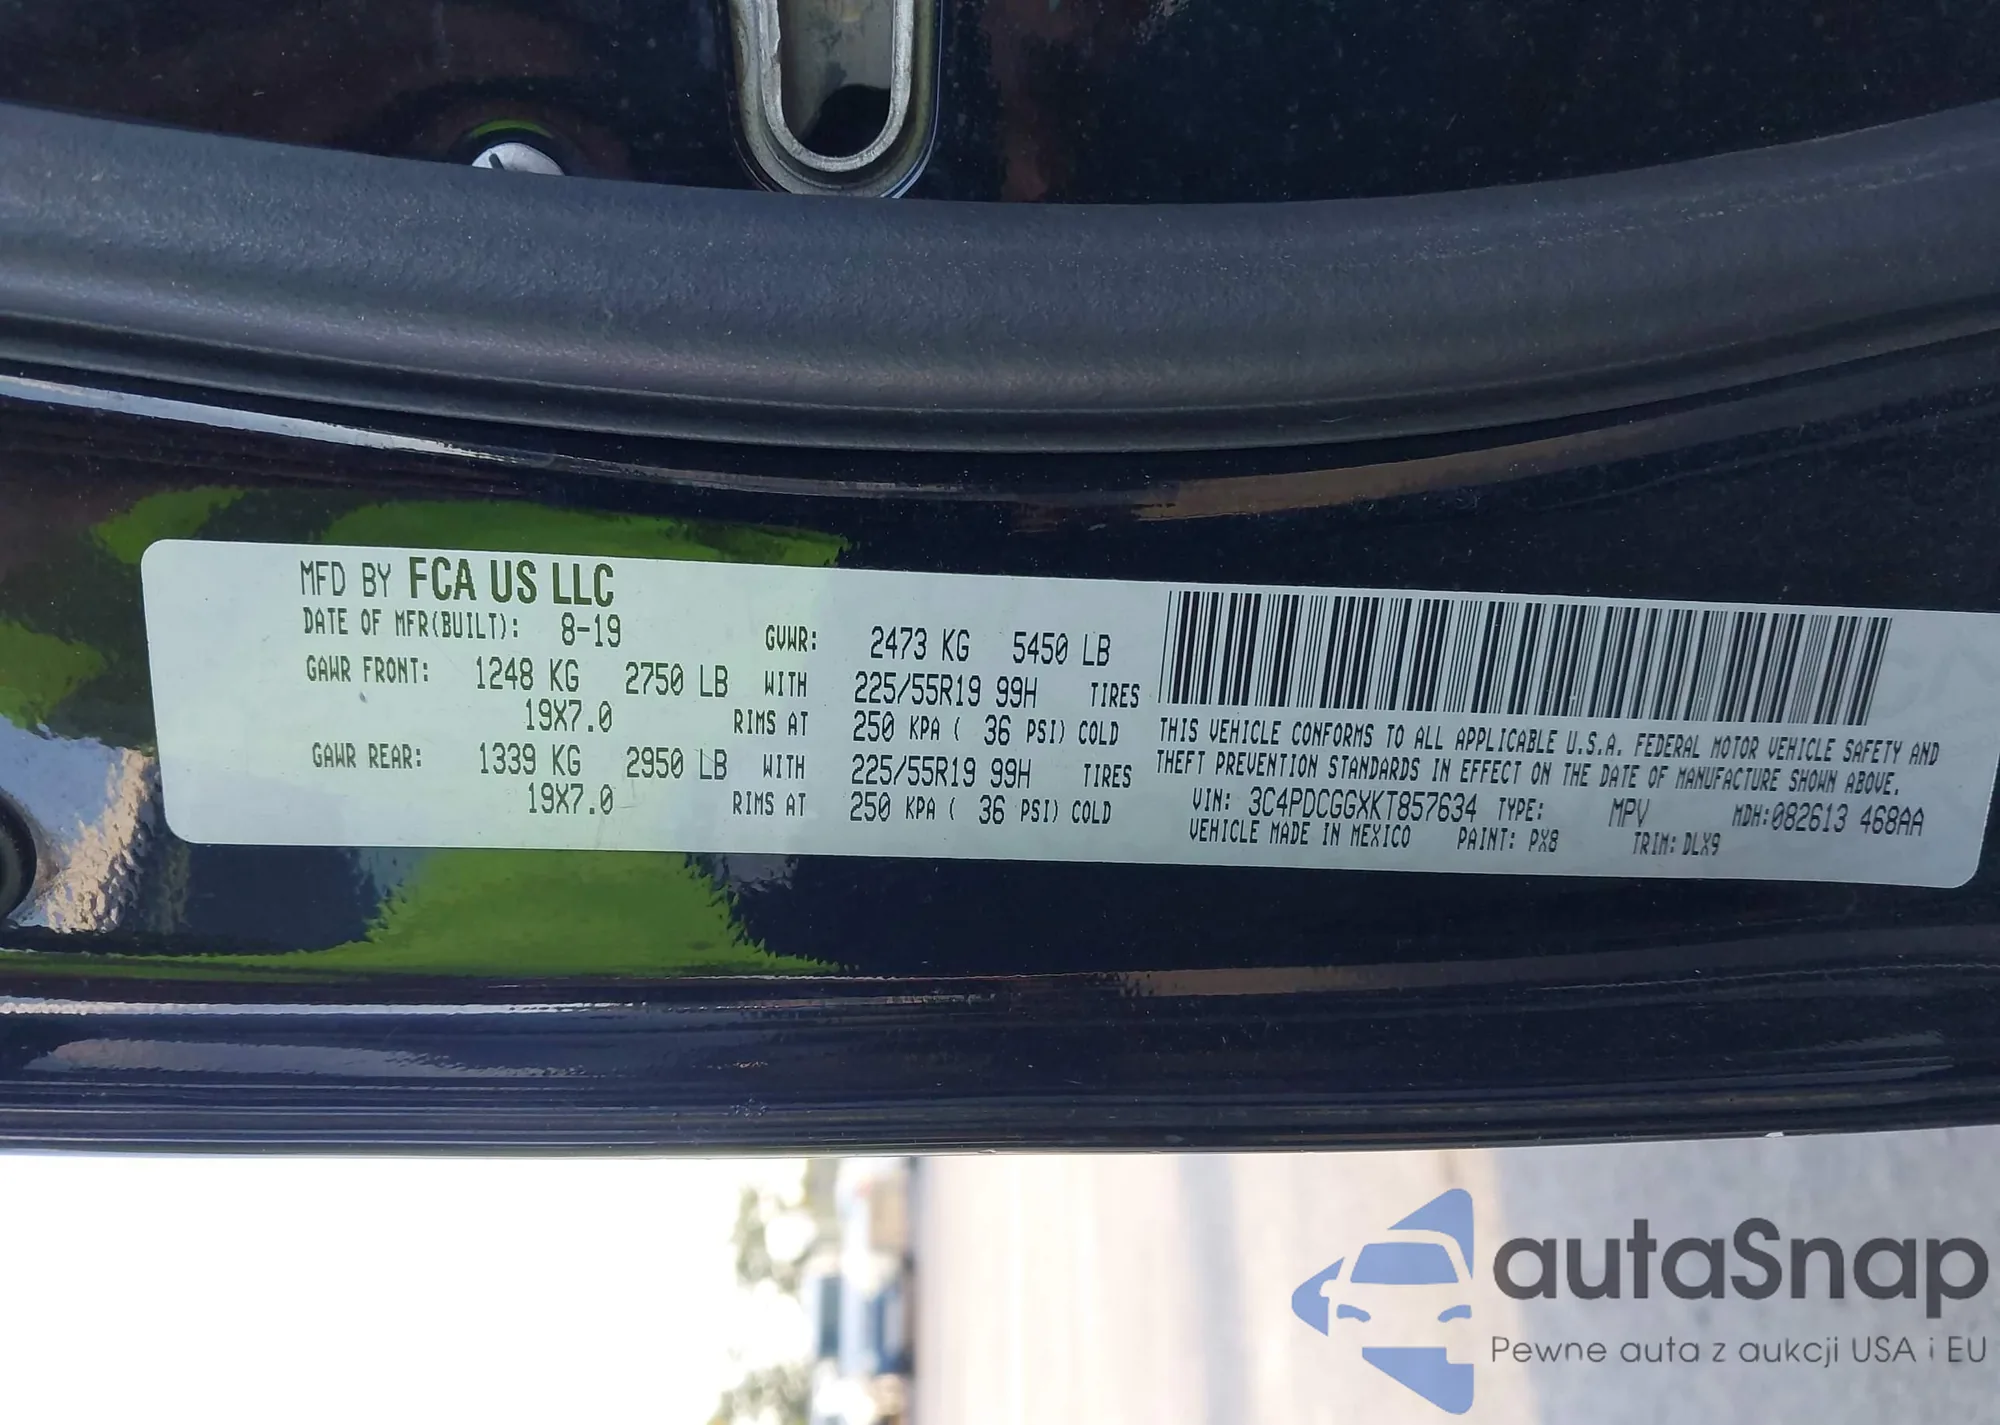 MFD BY FCA US LLC
DATE OF MFR(BUILT): 8-19 GVWR: 2473 KG 5450 LB
GAWR FRONT: 1248 KG 2750 LB WITH 225/55R19 99H TIRES
19X7.0 RIMS AT 250 KPA ( 36 PSI) COLD
GAWR REAR: 1339 KG 2950 LB WITH 225/55R19 99H TIRES
19X7.0 RIMS AT 250 KPA ( 36 PSI) COLD
THIS VEHICLE CONFORMS TO ALL APPLICABLE U.S.A. FEDERAL MOTOR VEHICLE SAFETY AND
THEFT PREVENTION STANDARDS IN EFFECT ON THE DATE OF MANUFACTURE SHOWN ABOVE.
VIN: 3C4PDCGGXKT857634 TYPE: MPV MDH:082613 468AA
VEHICLE MADE IN MEXICO PAINT: PX8 TRIM: DLX9
autaSnap
Pewne auta z aukcji USA i EU